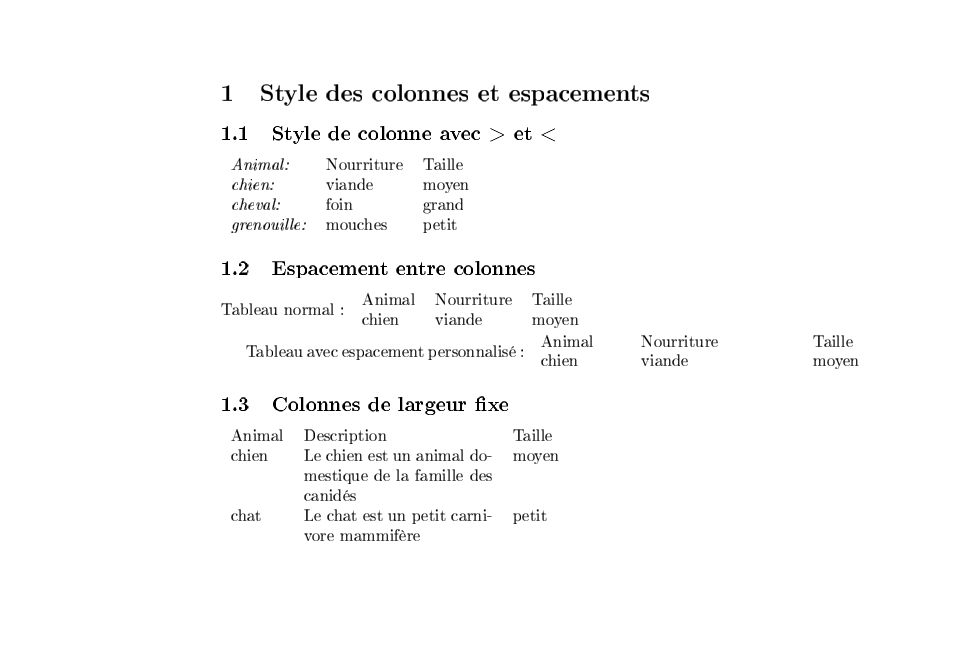 1 Style des colonnes et espacements
1.1 Style de colonne avec > et <
Animal: Nourriture Taille
chien: viande moyen
cheval: foin grand
grenouille: mouches petit
1.2 Espacement entre colonnes
Tableau normal : Animal Nourriture Taille
chien viande moyen
Tableau avec espacement personnalisé : Animal Nourriture Taille
chien viande moyen
1.3 Colonnes de largeur fixe
Animal Description Taille
chien Le chien est un animal do- moyen
mestique de la famille des
canidés
chat Le chat est un petit carni- petit
vore mammifère